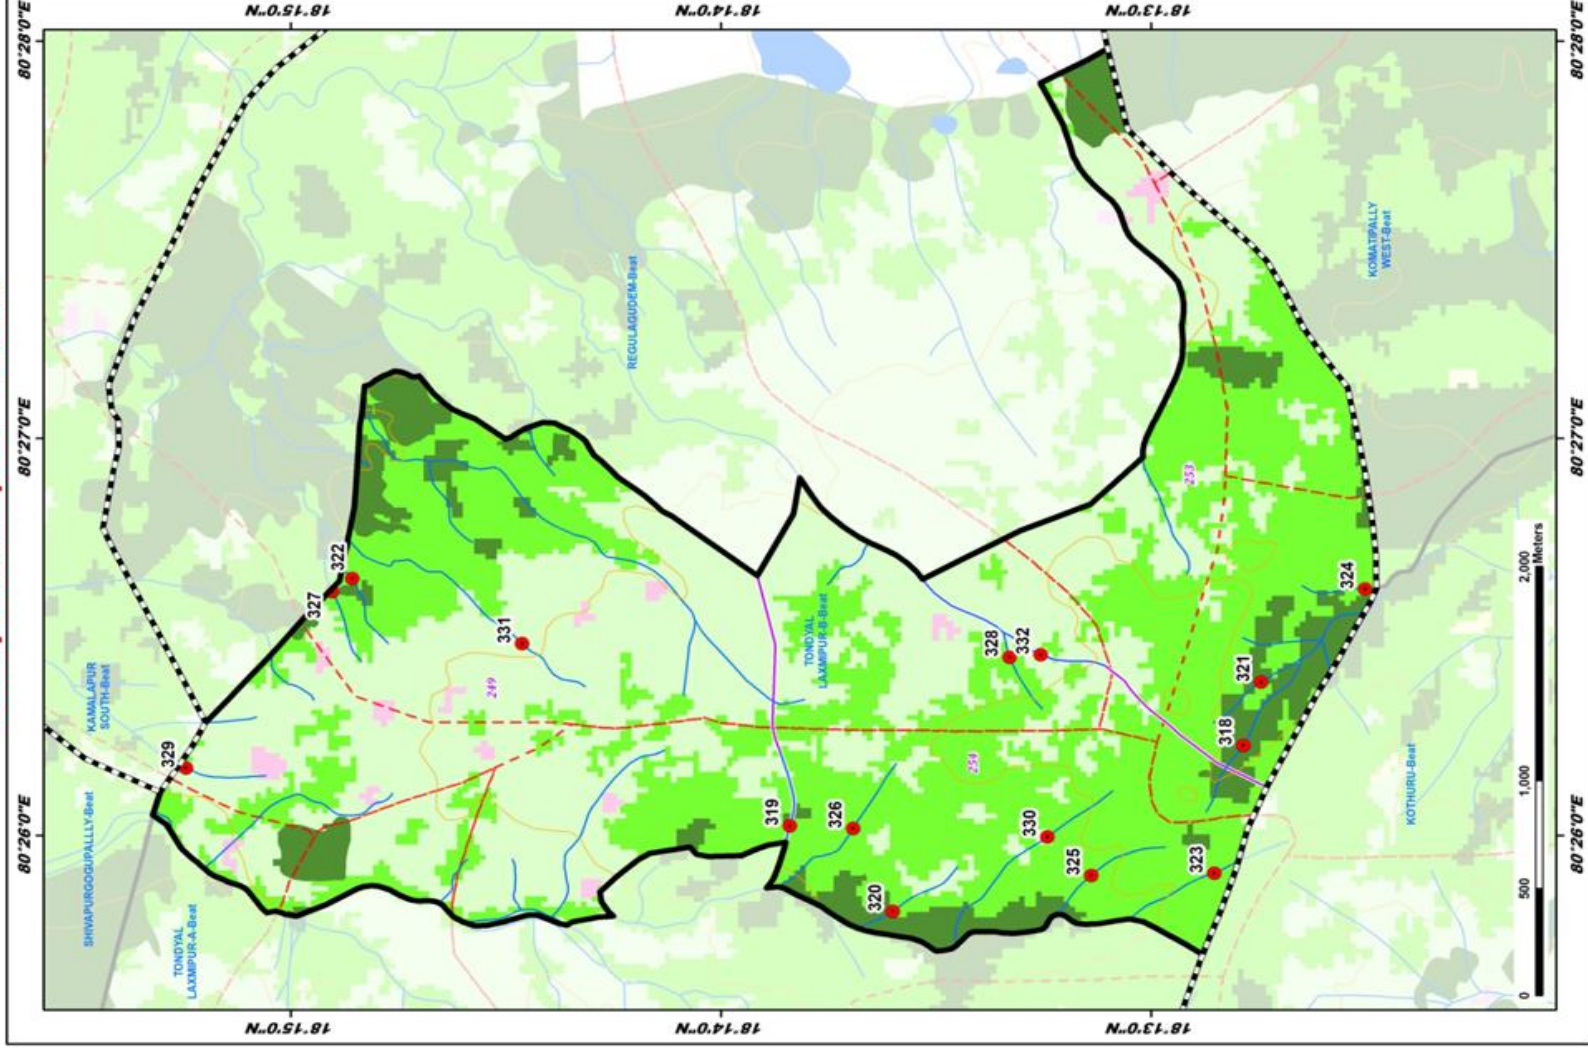 80°28'0"E
80°27'0"E
80°26'0"E
18°15'0"N
18°14'0"N
18°13'0"N
18°15'0"N
18°14'0"N
18°13'0"N
80°28'0"E
80°27'0"E
80°26'0"E
KAMALAPUR
SOUTH-Beat
SHIVAPURGOGUPALLLY-Beat
TONDYAL
LAXMIPUR-A-Beat
REGULAGUDEM-Beat
TONDYAL
LAXMIPUR-B-Beat
KOMATIPALLY
WEST-Beat
KOTHURU-Beat
249
254
253
329
327
322
331
319
326
320
328
332
330
325
323
318
321
324
0
500
1,000
2,000
Meters